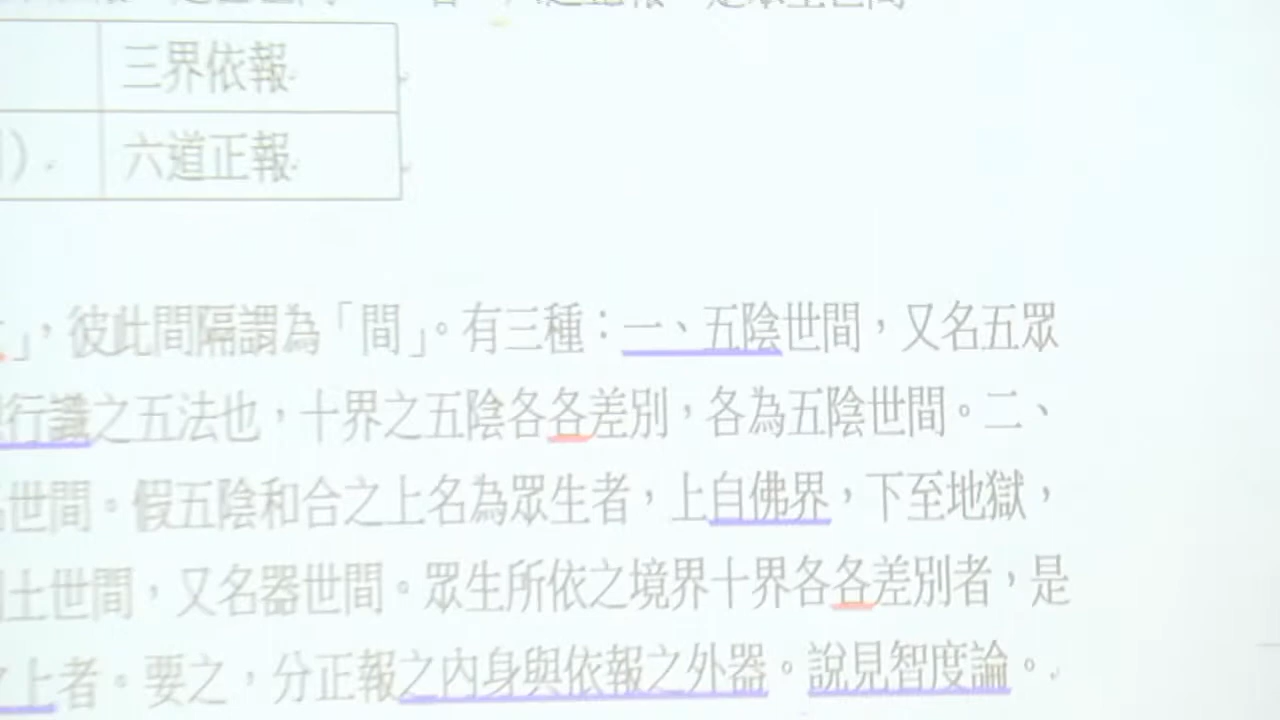 三界依報
）六道正報
」，彼此間隔謂為「間」。有三種：一、五陰世間，又名五眾
行識之五法也，十界之五陰各各差別，各為五陰世間。二、
世間。假五陰和合之上名為眾生者，上自佛界，下至地獄，
土世間，又名器世間。眾生所依之境界十界各各差別者，是
之上者。要之，分正報之內身與依報之外器。說見智度論。